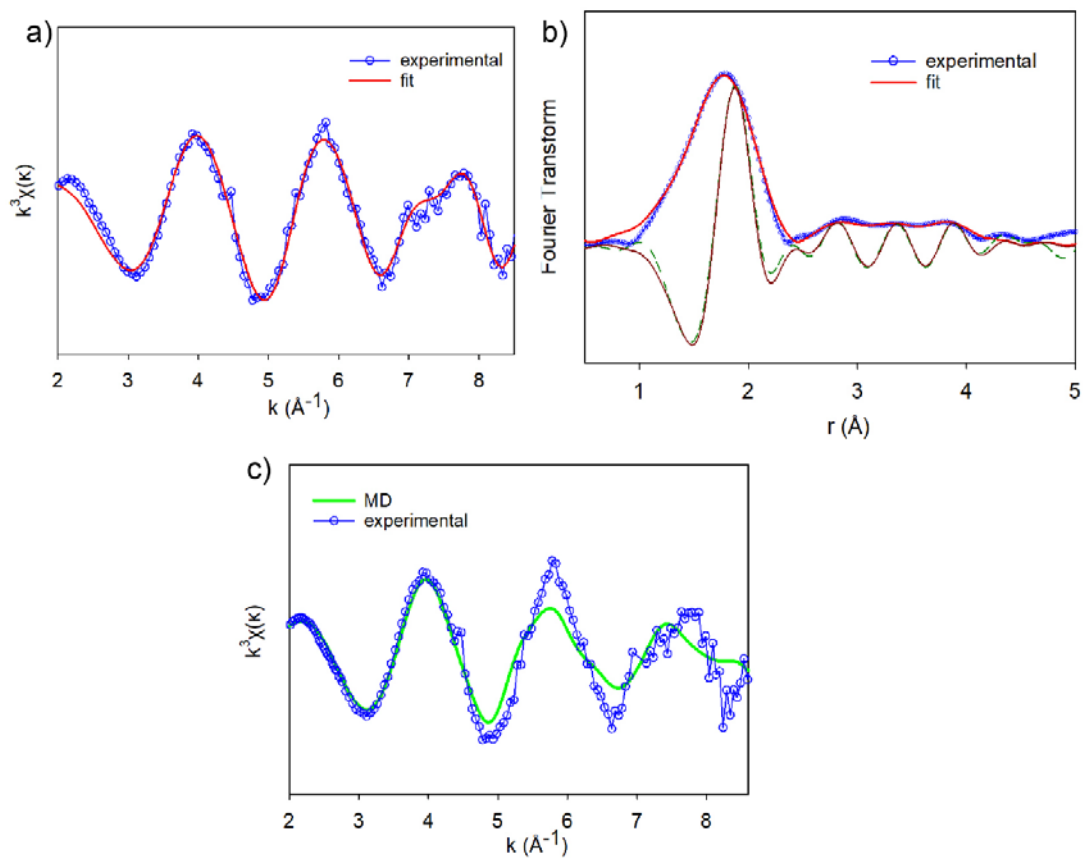 a)
experimental
fit
k³χ(κ)
2 3 4 5 6 7 8
k (Å⁻¹)
b)
experimental
fit
Fourier Transform
1 2 3 4 5
r (Å)
c)
MD
experimental
k³χ(κ)
2 3 4 5 6 7 8
k (Å⁻¹)